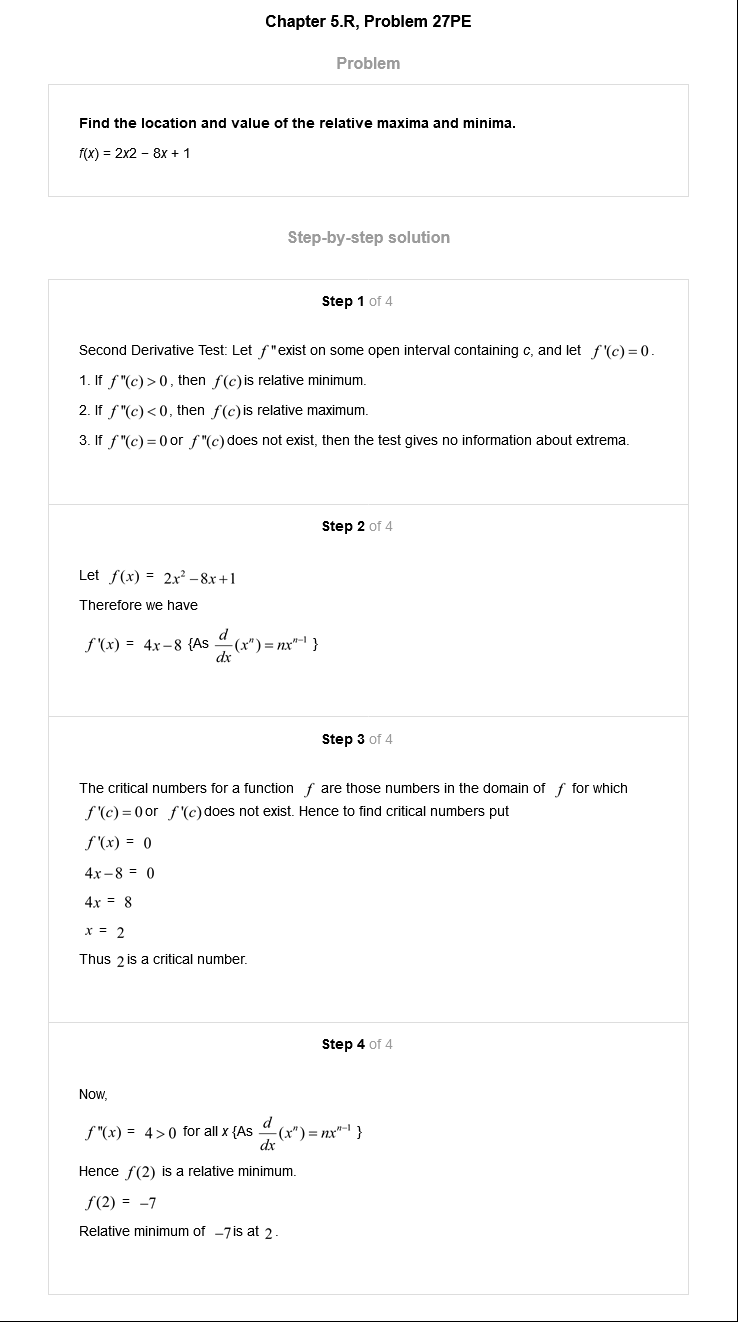 Chapter 5.R, Problem 27PE
Problem
Find the location and value of the relative maxima and minima.
f(x) = 2x2 − 8x + 1
Step-by-step solution
Step 1 of 4
Second Derivative Test: Let f" exist on some open interval containing c, and let f'(c) = 0.
1. If f"(c) > 0, then f(c) is relative minimum.
2. If f"(c) < 0, then f(c) is relative maximum.
3. If f"(c) = 0 or f"(c) does not exist, then the test gives no information about extrema.
Step 2 of 4
Let f(x) = 2x² − 8x + 1
Therefore we have
f'(x) = 4x − 8 {As d/dx (xⁿ) = nxⁿ⁻¹ }
Step 3 of 4
The critical numbers for a function f are those numbers in the domain of f for which
f'(c) = 0 or f'(c) does not exist. Hence to find critical numbers put
f'(x) = 0
4x − 8 = 0
4x = 8
x = 2
Thus 2 is a critical number.
Step 4 of 4
Now,
f"(x) = 4 > 0 for all x {As d/dx (xⁿ) = nxⁿ⁻¹ }
Hence f(2) is a relative minimum.
f(2) = −7
Relative minimum of −7 is at 2.